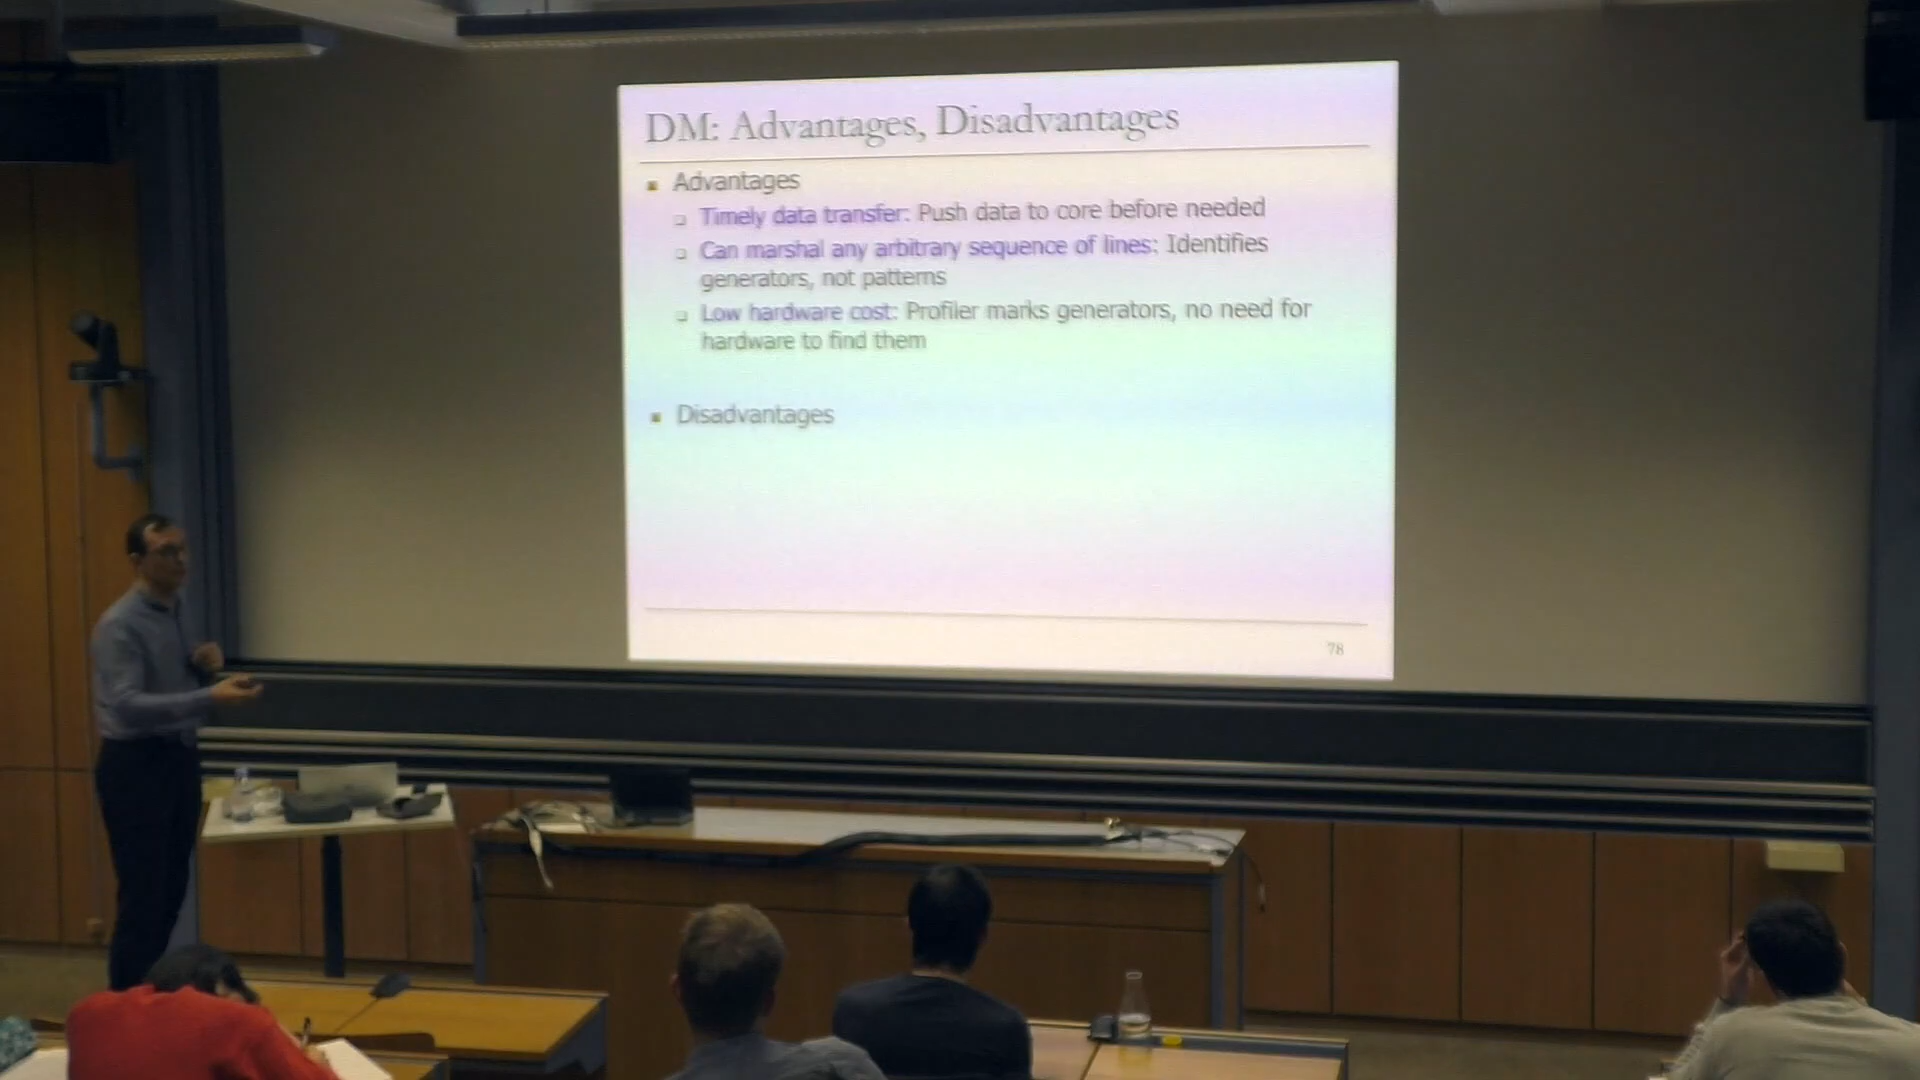 DM: Advantages, Disadvantages
Advantages
Timely data transfer: Push data to core before needed
Can marshal any arbitrary sequence of lines: Identifies
generators, not patterns
Low hardware cost: Profiler marks generators, no need for
hardware to find them
Disadvantages
78